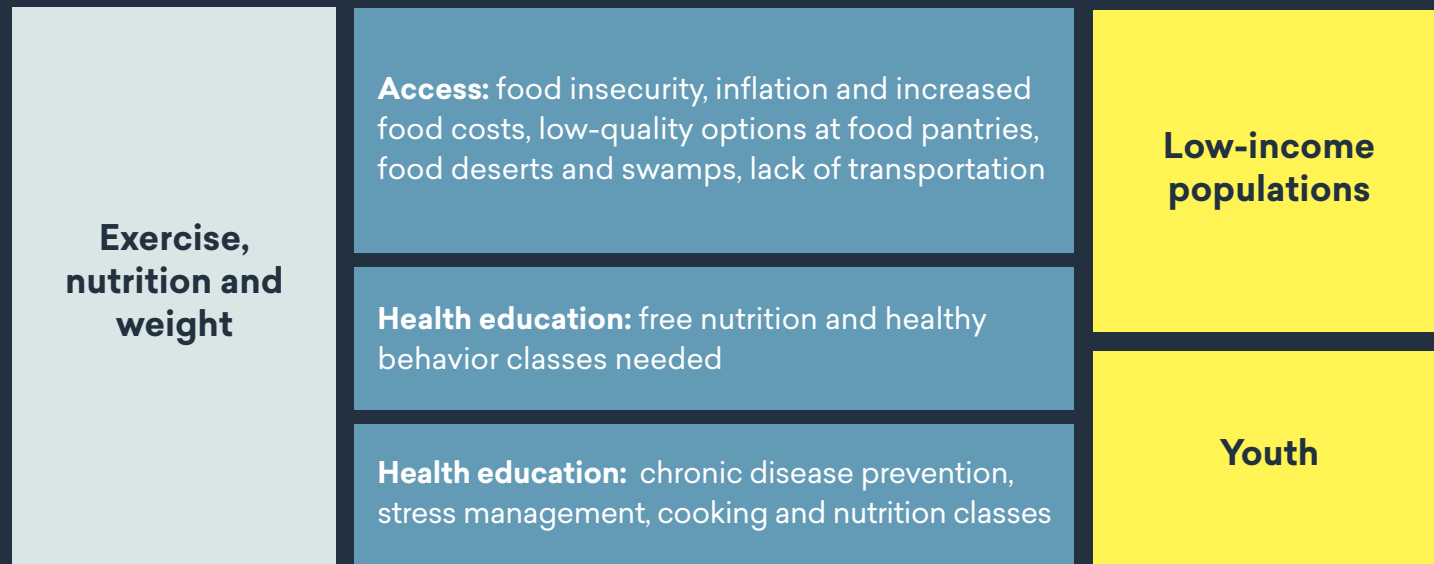 Exercise,
nutrition and
weight
Access: food insecurity, inflation and increased
food costs, low-quality options at food pantries,
food deserts and swamps, lack of transportation
Health education: free nutrition and healthy
behavior classes needed
Health education: chronic disease prevention,
stress management, cooking and nutrition classes
Low-income
populations
Youth